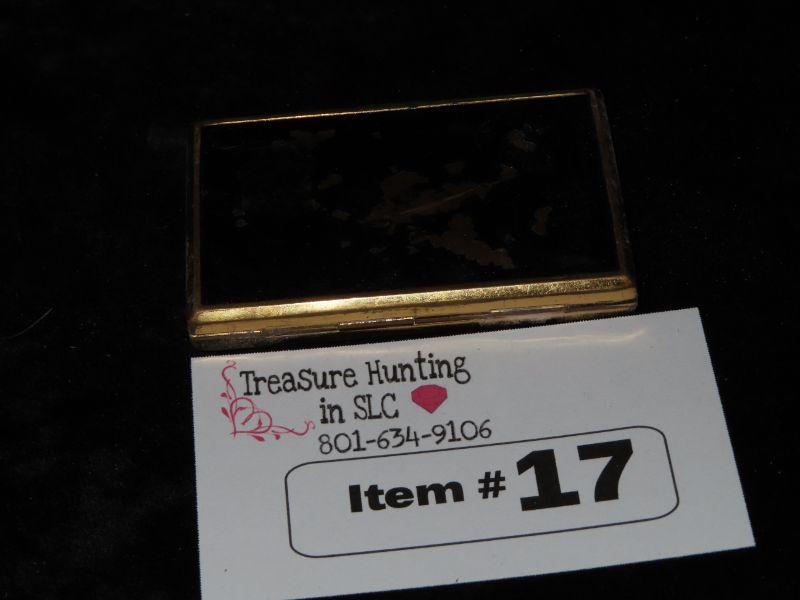 Treasure Hunting
in SLC
801-634-9106
Item # 17